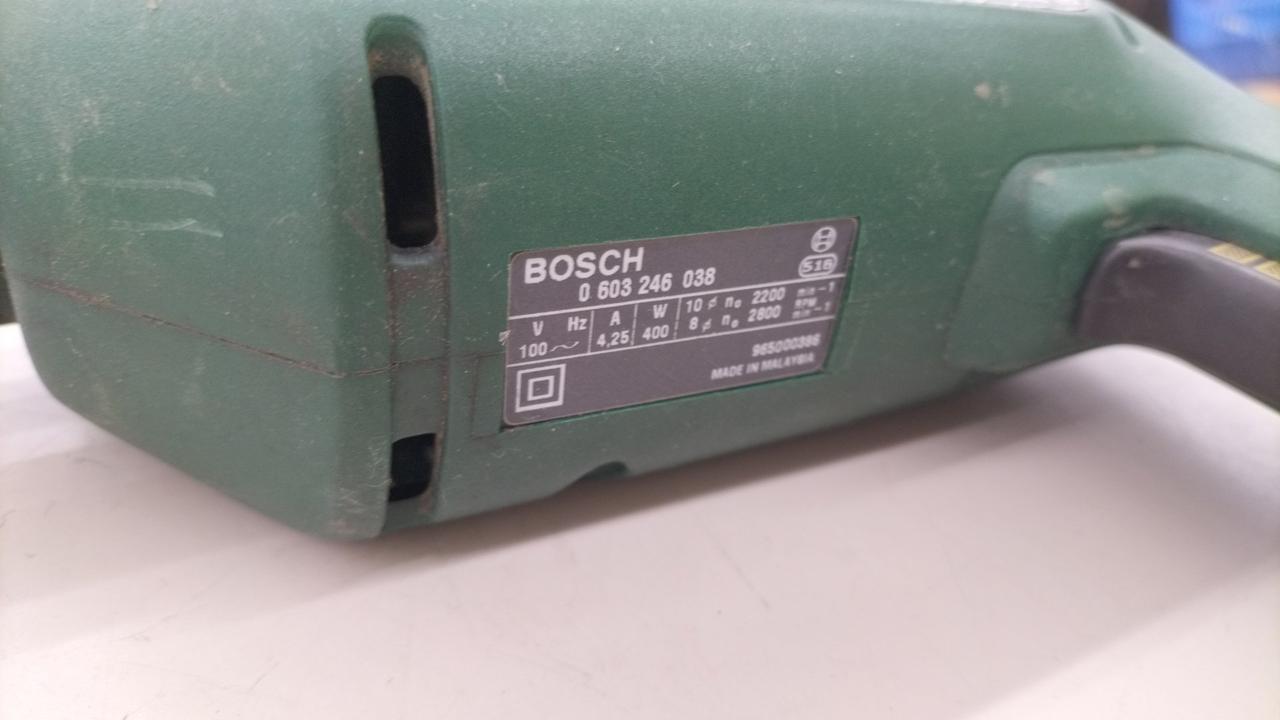 BOSCH
0 603 246 038
516
V Hz A W 10 ⌀ n₀ 2200 min-1
100 ~ 4,25 400 8 ⌀ n₀ 2800 RPM min-1
965000386
MADE IN MALAYSIA